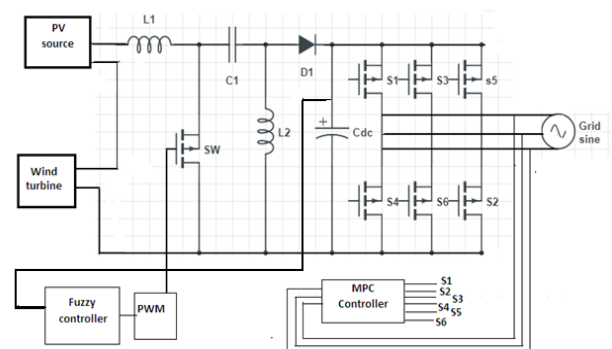 L1
PV
source
C1
D1
S1
S3
s5
L2
+
Cdc
SW
Grid
sine
Wind
turbine
S4
S6
S2
MPC
Controller
S1
S2
S3
S4
S5
S6
Fuzzy
controller
PWM